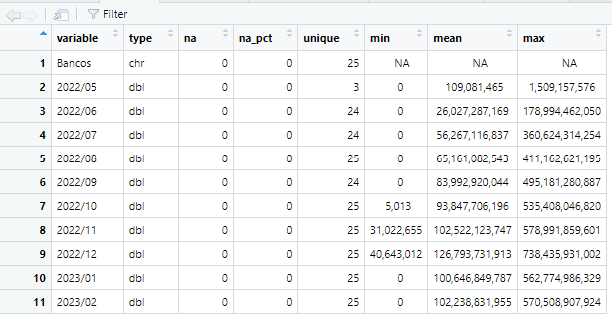 Filter
variable type na na_pct unique min mean max
1 Bancos chr 0 0 25 NA NA NA
2 2022/05 dbl 0 0 3 0 109,081,465 1,509,157,576
3 2022/06 dbl 0 0 24 0 26,027,287,169 178,994,462,050
4 2022/07 dbl 0 0 24 0 56,267,116,837 360,624,314,254
5 2022/08 dbl 0 0 25 0 65,161,082,543 411,162,621,195
6 2022/09 dbl 0 0 24 0 83,992,920,044 495,181,280,887
7 2022/10 dbl 0 0 25 5,013 93,847,706,196 535,408,046,820
8 2022/11 dbl 0 0 25 31,022,655 102,522,123,747 578,991,859,601
9 2022/12 dbl 0 0 25 40,643,012 126,793,731,913 738,435,931,002
10 2023/01 dbl 0 0 25 0 100,646,849,787 562,774,986,329
11 2023/02 dbl 0 0 25 0 102,238,831,955 570,508,907,924